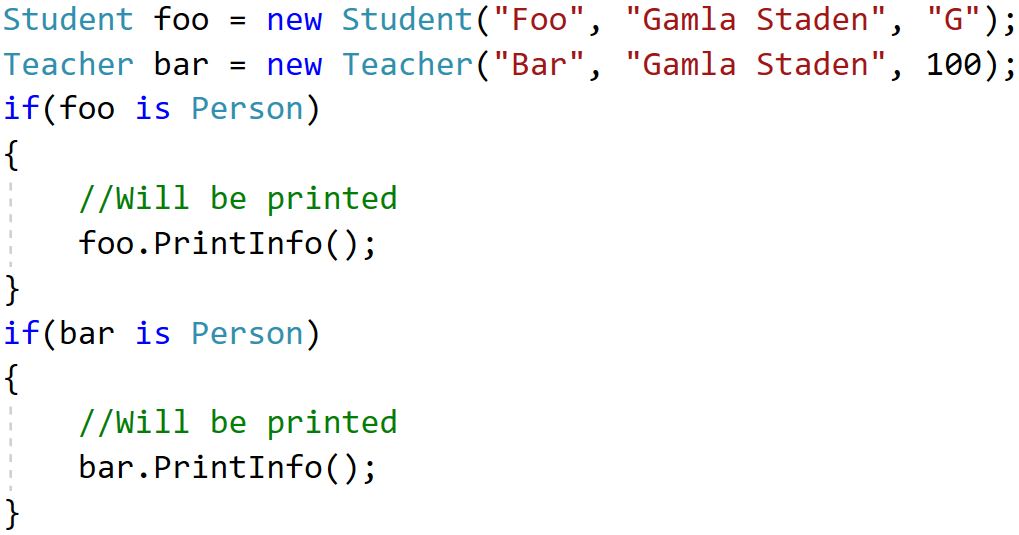 Student foo = new Student("Foo", "Gamla Staden", "G");
Teacher bar = new Teacher("Bar", "Gamla Staden", 100);
if(foo is Person)
{
    //Will be printed
    foo.PrintInfo();
}
if(bar is Person)
{
    //Will be printed
    bar.PrintInfo();
}